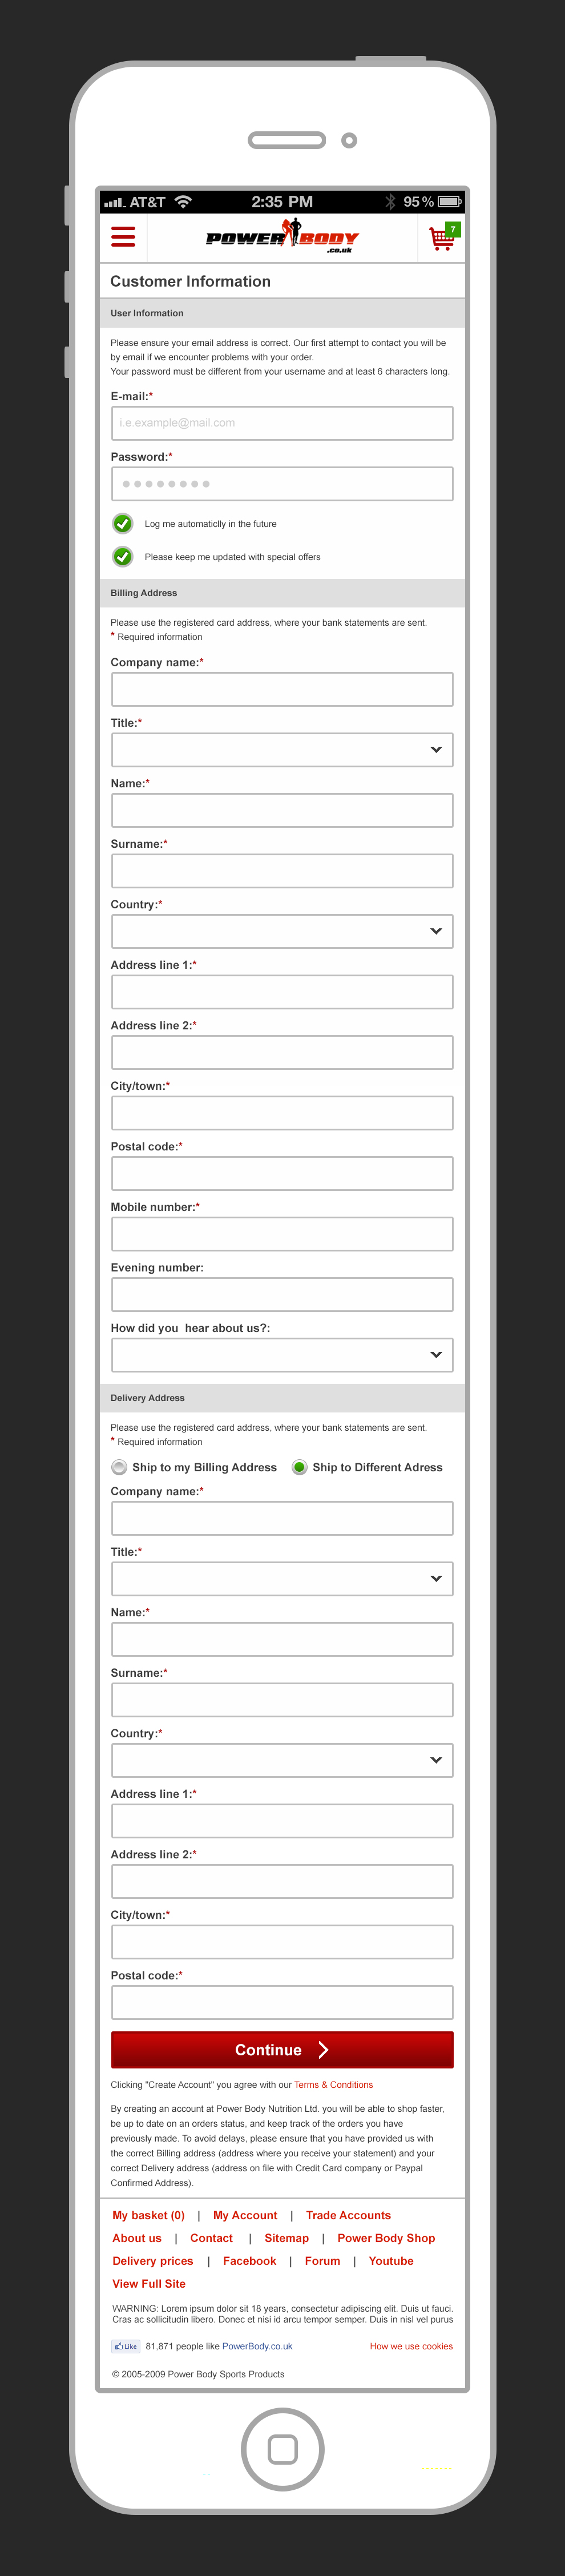 AT&T 2:35 PM 95%
POWER BODY
.co.uk
7
Customer Information
User Information
Please ensure your email address is correct. Our first attempt to contact you will be
by email if we encounter problems with your order.
Your password must be different from your username and at least 6 characters long.
E-mail:*
i.e.example@mail.com
Password:*
Log me automaticlly in the future
Please keep me updated with special offers
Billing Address
Please use the registered card address, where your bank statements are sent.
* Required information
Company name:*
Title:*
Name:*
Surname:*
Country:*
Address line 1:*
Address line 2:*
City/town:*
Postal code:*
Mobile number:*
Evening number:
How did you hear about us?:
Delivery Address
Please use the registered card address, where your bank statements are sent.
* Required information
Ship to my Billing Address Ship to Different Adress
Company name:*
Title:*
Name:*
Surname:*
Country:*
Address line 1:*
Address line 2:*
City/town:*
Postal code:*
Continue
Clicking "Create Account" you agree with our Terms & Conditions
By creating an account at Power Body Nutrition Ltd. you will be able to shop faster,
be up to date on an orders status, and keep track of the orders you have
previously made. To avoid delays, please ensure that you have provided us with
the correct Billing address (address where you receive your statement) and your
correct Delivery address (address on file with Credit Card company or Paypal
Confirmed Address).
My basket (0) | My Account | Trade Accounts
About us | Contact | Sitemap | Power Body Shop
Delivery prices | Facebook | Forum | Youtube
View Full Site
WARNING: Lorem ipsum dolor sit 18 years, consectetur adipiscing elit. Duis ut fauci.
Cras ac sollicitudin libero. Donec et nisi id arcu tempor semper. Duis in nisl vel purus
Like 81,871 people like PowerBody.co.uk How we use cookies
© 2005-2009 Power Body Sports Products